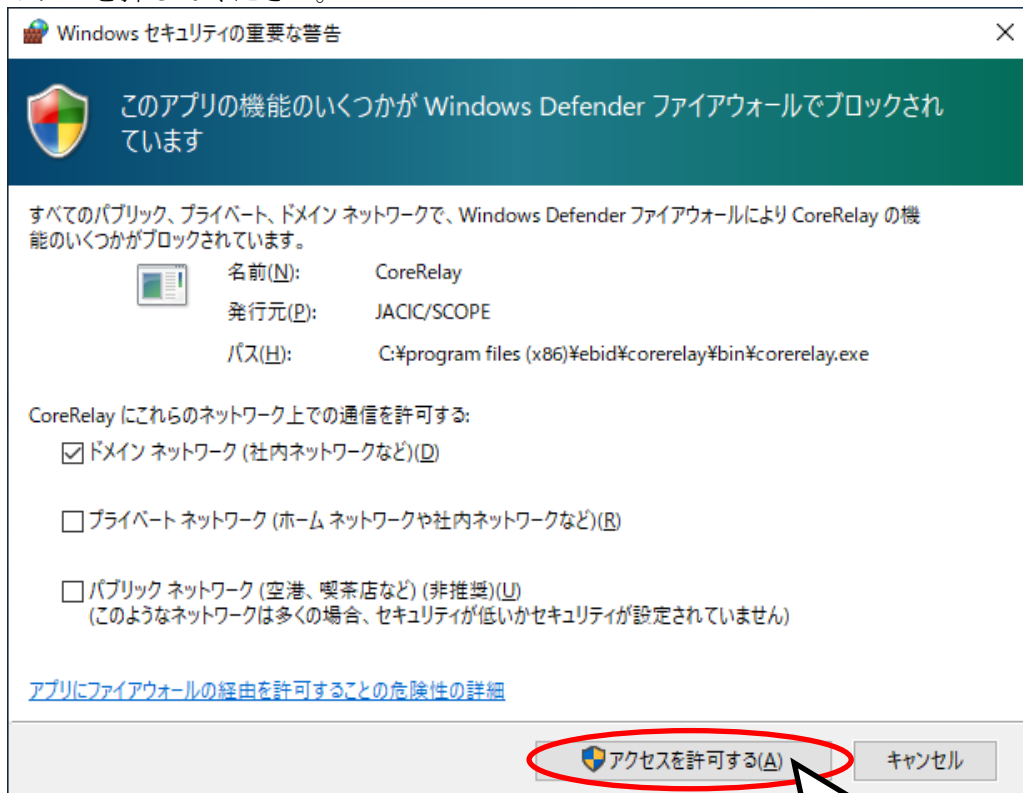 Windows セキュリティの重要な警告
このアプリの機能のいくつかが Windows Defender ファイアウォールでブロックされ
ています
すべてのパブリック、プライベート、ドメイン ネットワークで、Windows Defender ファイアウォールにより CoreRelay の機
能のいくつかがブロックされています。
名前(N): CoreRelay
発行元(P): JACIC/SCOPE
パス(H): C:¥program files (x86)¥ebid¥corerelay¥bin¥corerelay.exe
CoreRelay にこれらのネットワーク上での通信を許可する:
ドメイン ネットワーク (社内ネットワークなど)(D)
プライベート ネットワーク (ホーム ネットワークや社内ネットワークなど)(R)
パブリック ネットワーク (空港、喫茶店など) (非推奨)(U)
(このようなネットワークは多くの場合、セキュリティが低いかセキュリティが設定されていません)
アプリにファイアウォールの経由を許可することの危険性の詳細
アクセスを許可する(A) キャンセル